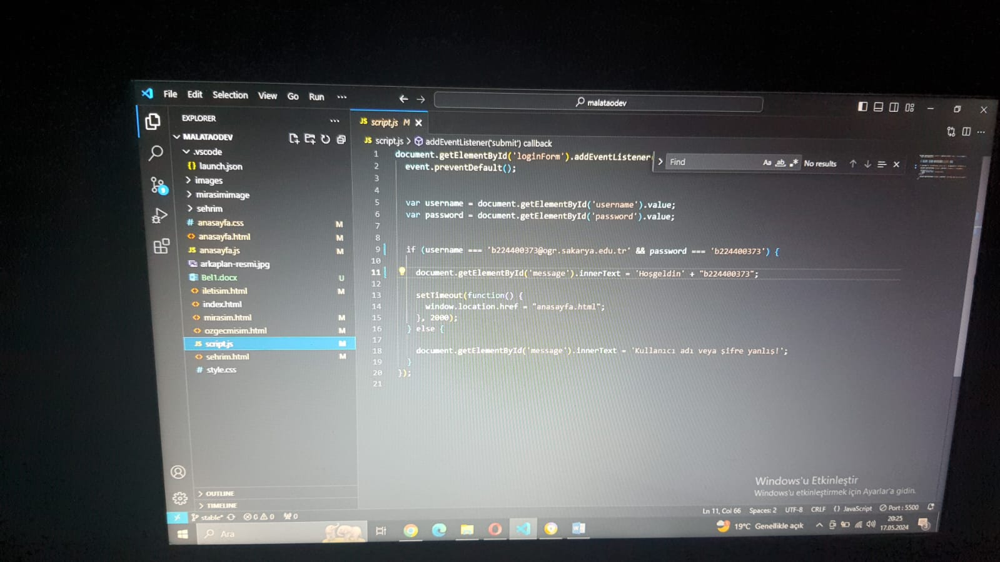 File Edit Selection View Go Run ...
malataodev
EXPLORER ...
MALATAODEV
.vscode
{} launch.json
images
mirasimimage
sehrim
# anasayfa.css M
<> anasayfa.html M
JS anasayfa.js M
arkaplan-resmi.jpg
Bel1.docx U
<> iletisim.html M
<> index.html
<> mirasim.html M
<> ozgecmisim.html M
JS script.js M
<> sehrim.html M
# style.css
OUTLINE
TIMELINE
JS script.js M
JS script.js > addEventListener('submit') callback
Find Aa ab .* No results
1 document.getElementById('loginForm').addEventListener(
2 event.preventDefault();
3
4
5 var username = document.getElementById('username').value;
6 var password = document.getElementById('password').value;
7
8
9 if (username === 'b224400373@ogr.sakarya.edu.tr' && password === 'b224400373') {
10
11 document.getElementById('message').innerText = 'Hoşgeldin' + "b224400373";
12
13 setTimeout(function() {
14 window.location.href = "anasayfa.html";
15 }, 2000);
16 } else {
17
18 document.getElementById('message').innerText = 'Kullanıcı adı veya şifre yanlış!';
19 }
20 });
21
Windows'u Etkinleştir
Windows'u etkinleştirmek için Ayarlar'a gidin.
stable* 0 0 0
Ln 11, Col 66 Spaces: 2 UTF-8 CRLF {} JavaScript Port : 5500
Ara
19°C Genellikle açık
20:25
17.05.2024
3